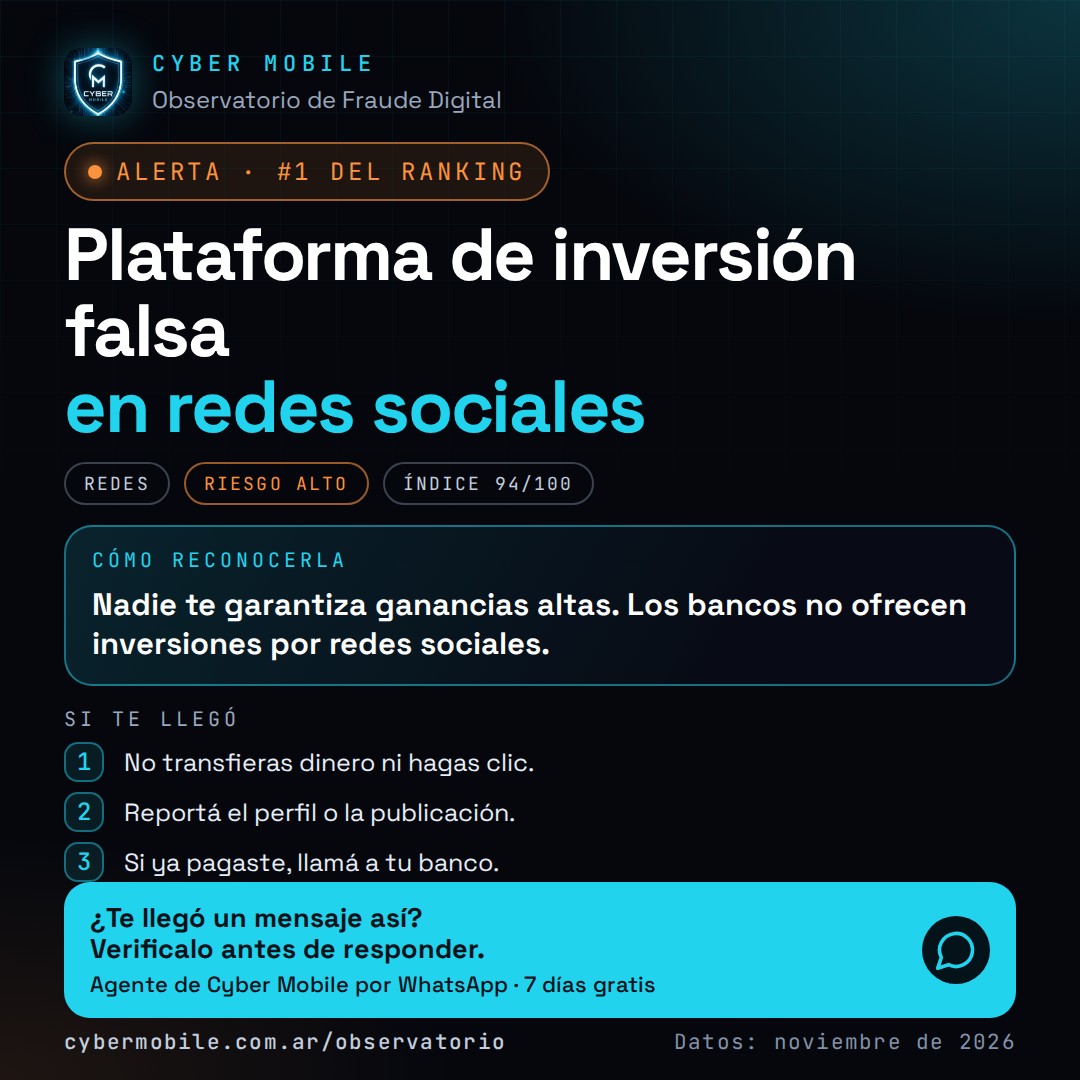 CM
CYBER
MOBILE
CYBER MOBILE
Observatorio de Fraude Digital
ALERTA · #1 DEL RANKING
Plataforma de inversión
falsa
en redes sociales
REDES
RIESGO ALTO
ÍNDICE 94/100
CÓMO RECONOCERLA
Nadie te garantiza ganancias altas. Los bancos no ofrecen
inversiones por redes sociales.
SI TE LLEGÓ
1 No transfieras dinero ni hagas clic.
2 Reportá el perfil o la publicación.
3 Si ya pagaste, llamá a tu banco.
¿Te llegó un mensaje así?
Verificalo antes de responder.
Agente de Cyber Mobile por WhatsApp · 7 días gratis
cybermobile.com.ar/observatorio
Datos: noviembre de 2026